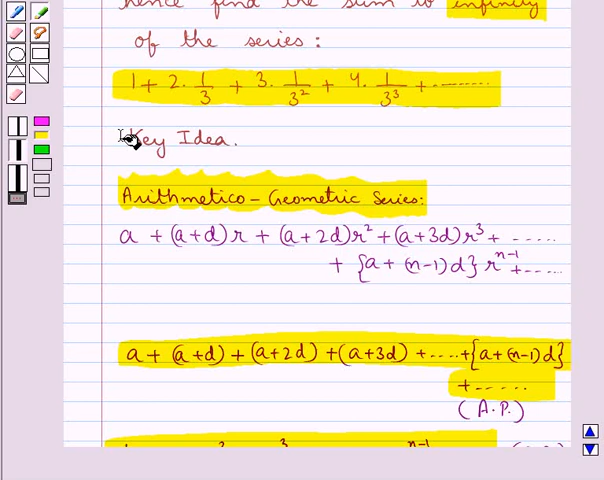 hence find the sum to infinity
of the series:
1 + 2. 1/3 + 3. 1/3² + 4. 1/3³ + ........
Key Idea.
Arithmetico - Geometric Series:
a + (a+d)r + (a+2d)r² + (a+3d)r³ + .....
+ {a + (n-1)d} rⁿ⁻¹ + .....
a + (a+d) + (a+2d) + (a+3d) + .... + {a + (n-1)d}
+ ......
(A.P.)